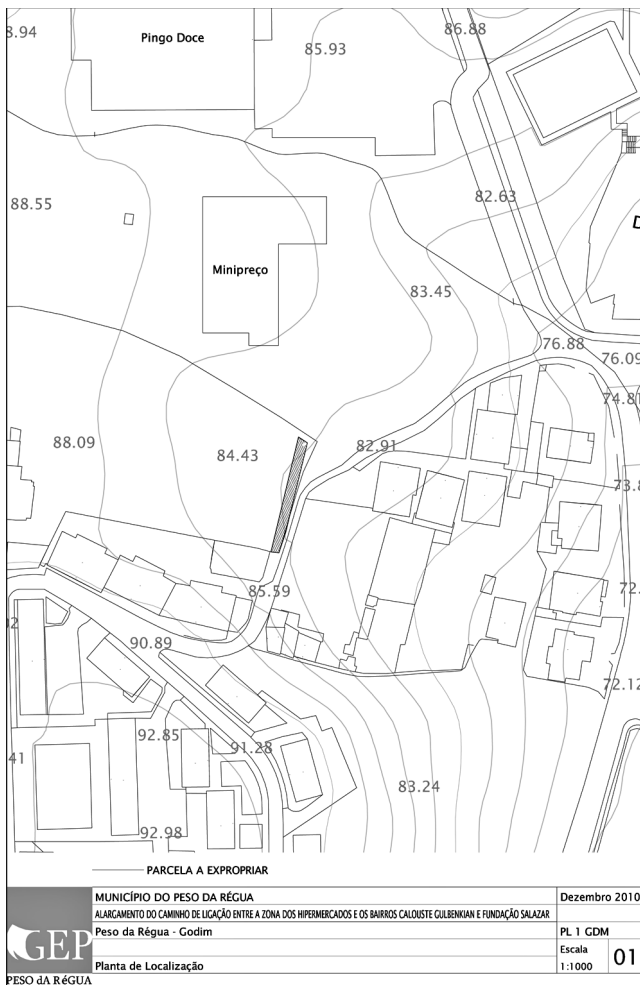 8.94
Pingo Doce
85.93
86.88
88.55
82.63
Minipreço
83.45
76.88
76.09
74.81
88.09
84.43
82.91
73.8
85.59
72.
90.89
72.12
92.85
91.28
41
83.24
92.98
PARCELA A EXPROPRIAR
MUNICÍPIO DO PESO DA RÉGUA
Dezembro 2010
ALARGAMENTO DO CAMINHO DE LIGAÇÃO ENTRE A ZONA DOS HIPERMERCADOS E OS BAIRROS CALOUSTE GULBENKIAN E FUNDAÇÃO SALAZAR
Peso da Régua - Godim
PL 1 GDM
GEP
Escala
01
Planta de Localização
1:1000
PESO dA RéGUA